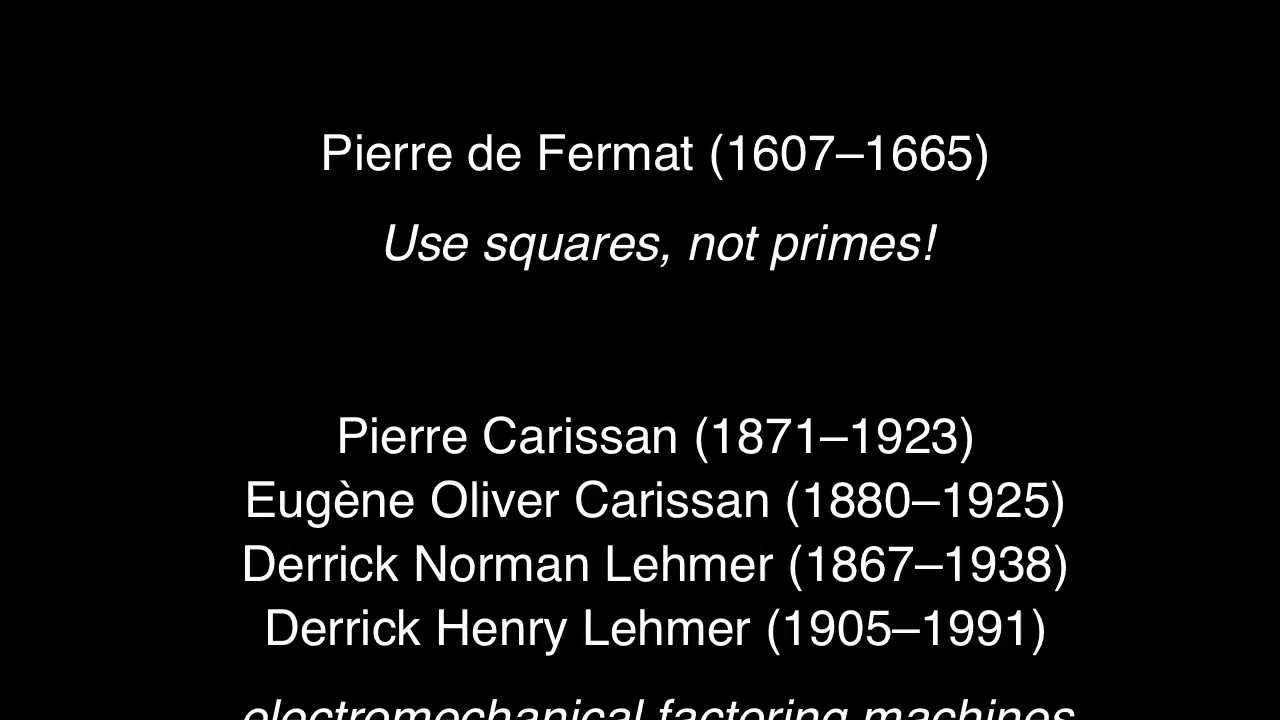 Pierre de Fermat (1607–1665)
Use squares, not primes!
Pierre Carissan (1871–1923)
Eugène Oliver Carissan (1880–1925)
Derrick Norman Lehmer (1867–1938)
Derrick Henry Lehmer (1905–1991)
electromechanical factoring machines